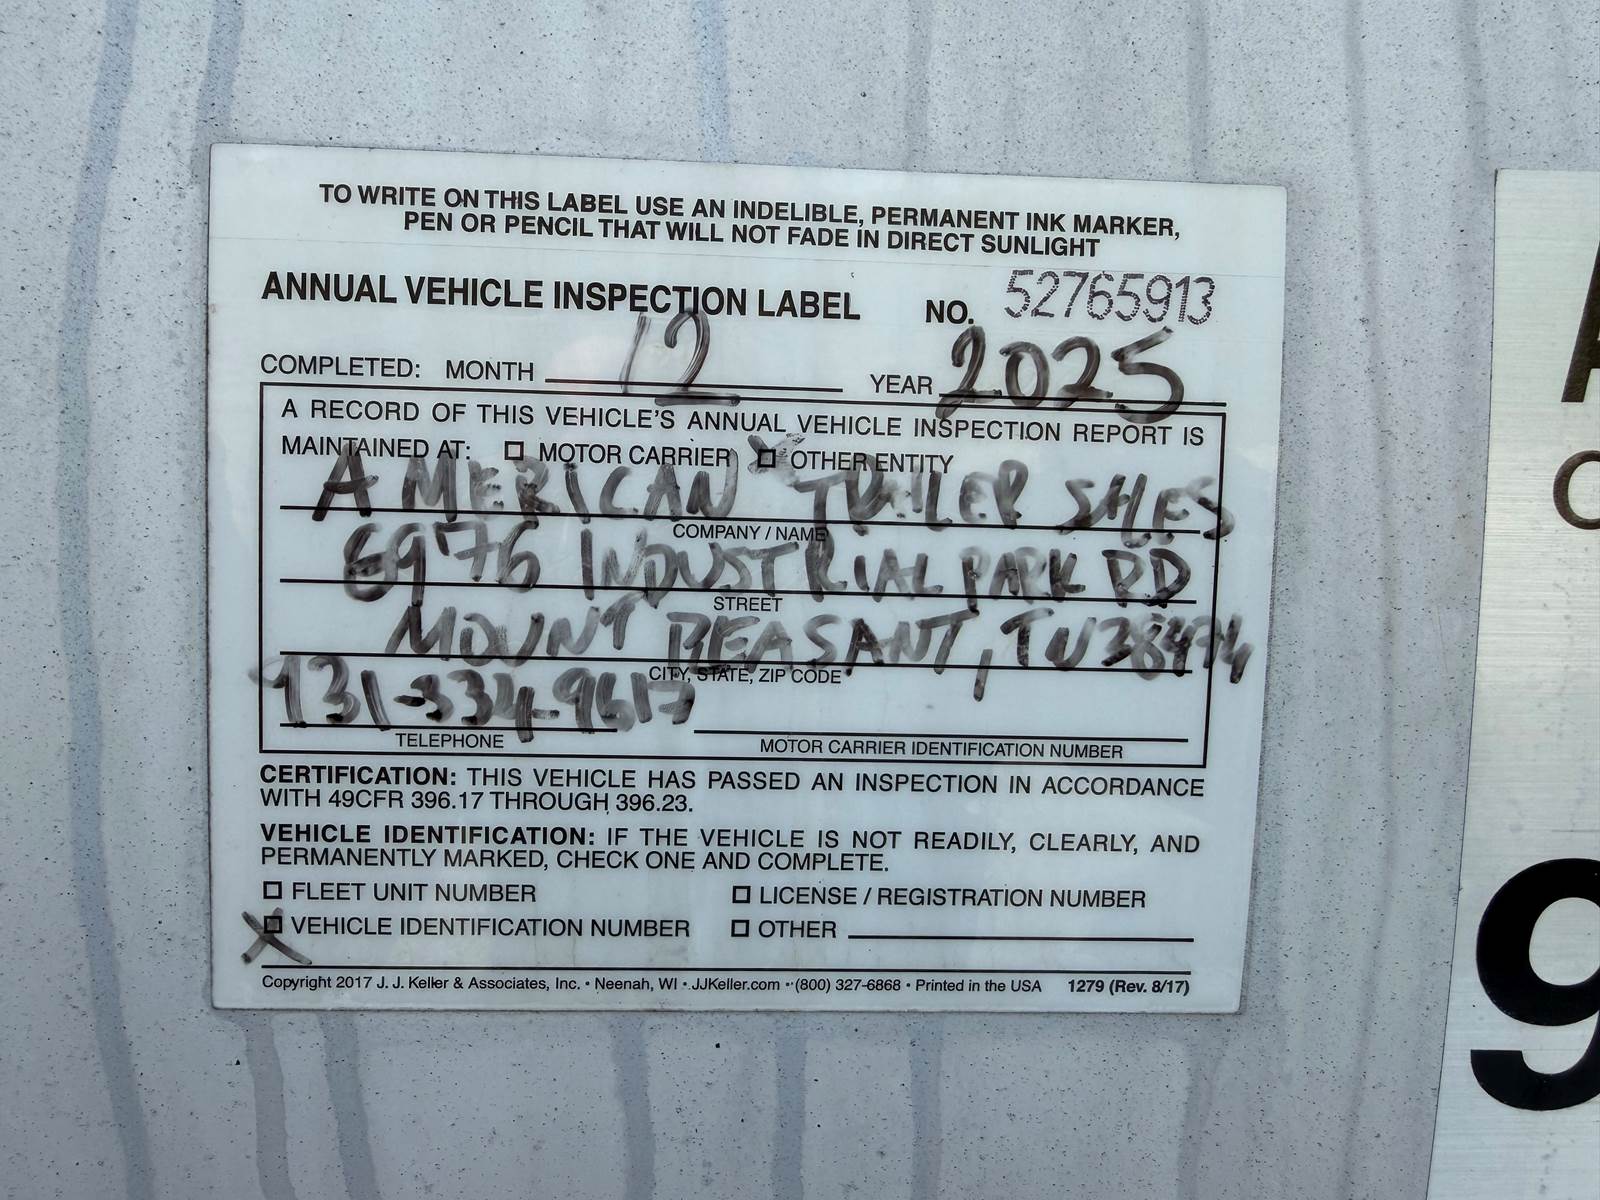 TO WRITE ON THIS LABEL USE AN INDELIBLE, PERMANENT INK MARKER,
PEN OR PENCIL THAT WILL NOT FADE IN DIRECT SUNLIGHT
ANNUAL VEHICLE INSPECTION LABEL NO. 52765913
COMPLETED: MONTH 12 YEAR 2025
A RECORD OF THIS VEHICLE'S ANNUAL VEHICLE INSPECTION REPORT IS
MAINTAINED AT: ☐ MOTOR CARRIER ☒ OTHER ENTITY
AMERICAN TRAILER SALES
COMPANY / NAME
6976 INDUSTRIAL PARK RD
STREET
MOUNT PLEASANT, TN 38474
CITY, STATE, ZIP CODE
931-334-9617
TELEPHONE MOTOR CARRIER IDENTIFICATION NUMBER
CERTIFICATION: THIS VEHICLE HAS PASSED AN INSPECTION IN ACCORDANCE
WITH 49CFR 396.17 THROUGH 396.23.
VEHICLE IDENTIFICATION: IF THE VEHICLE IS NOT READILY, CLEARLY, AND
PERMANENTLY MARKED, CHECK ONE AND COMPLETE.
☐ FLEET UNIT NUMBER ☐ LICENSE / REGISTRATION NUMBER
☒ VEHICLE IDENTIFICATION NUMBER ☐ OTHER
Copyright 2017 J. J. Keller & Associates, Inc. • Neenah, WI • JJKeller.com • (800) 327-6868 • Printed in the USA 1279 (Rev. 8/17)
9